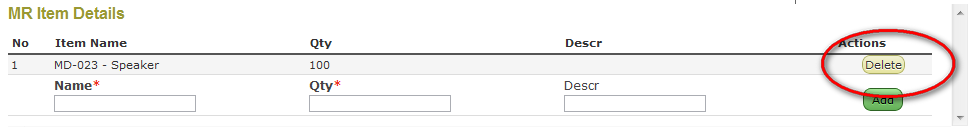 MR Item Details
No Item Name Qty Descr Actions
1 MD-023 - Speaker 100 Delete
Name* Qty* Descr
Add